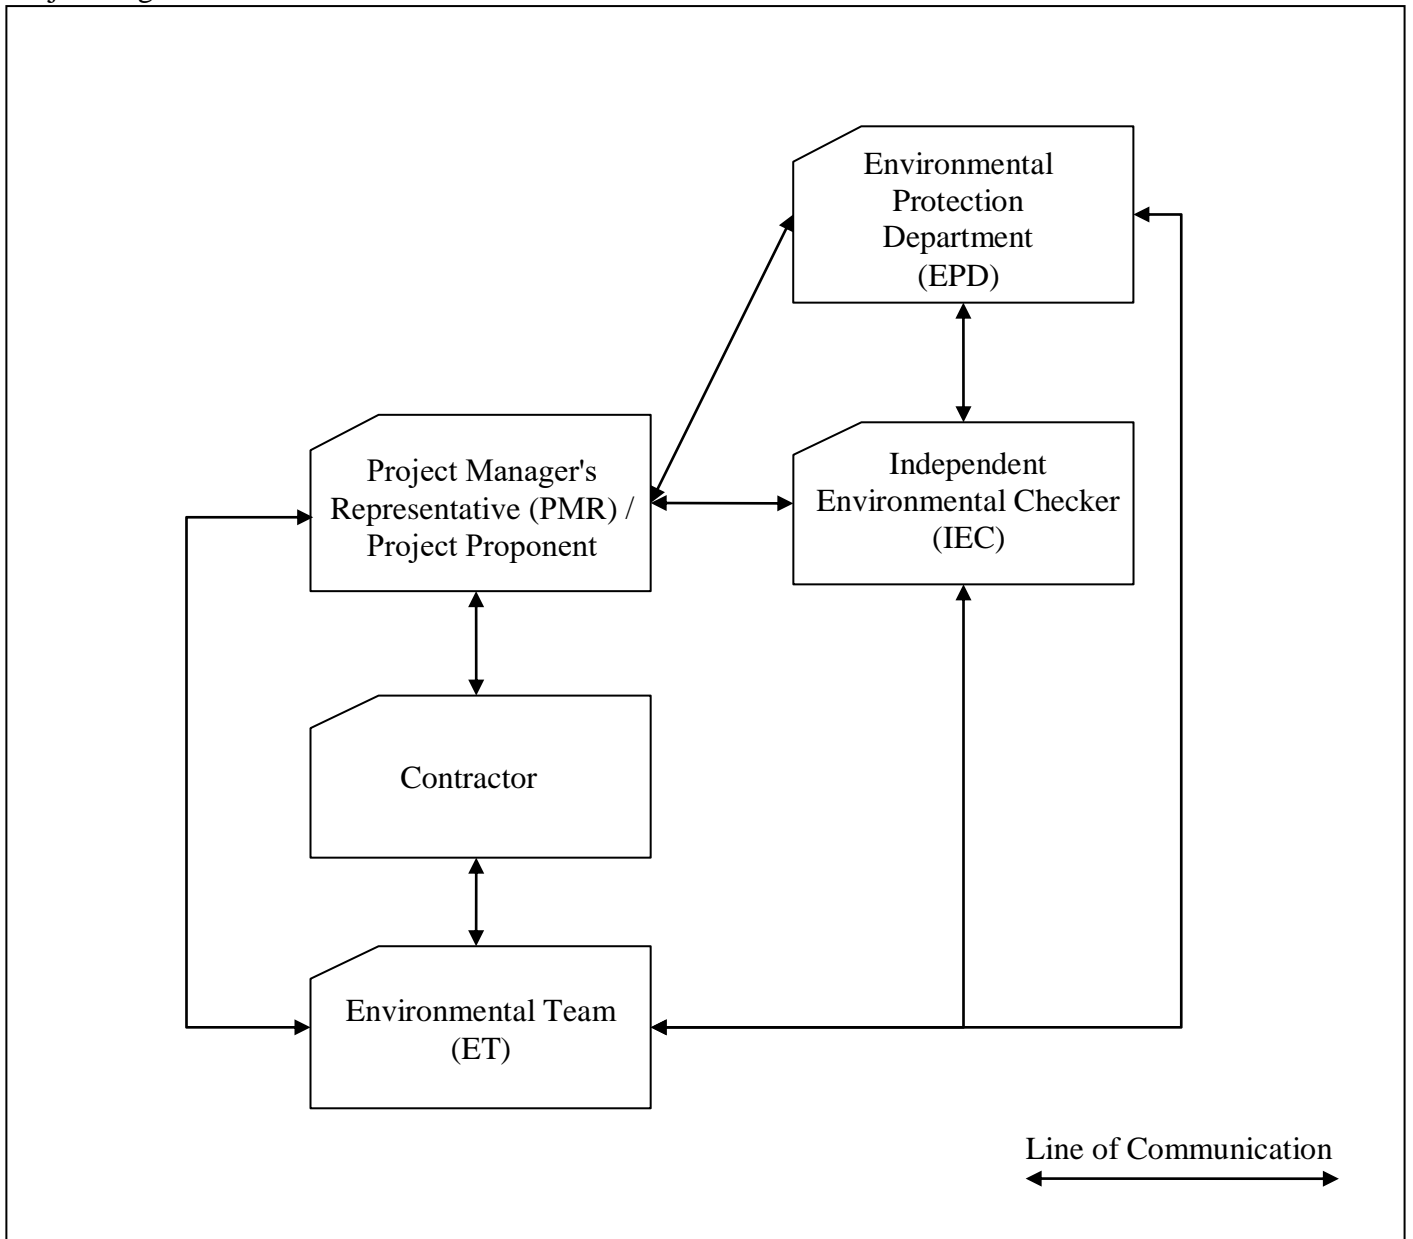 Environmental
Protection
Department
(EPD)
Project Manager's
Representative (PMR) /
Project Proponent
Independent
Environmental Checker
(IEC)
Contractor
Environmental Team
(ET)
Line of Communication